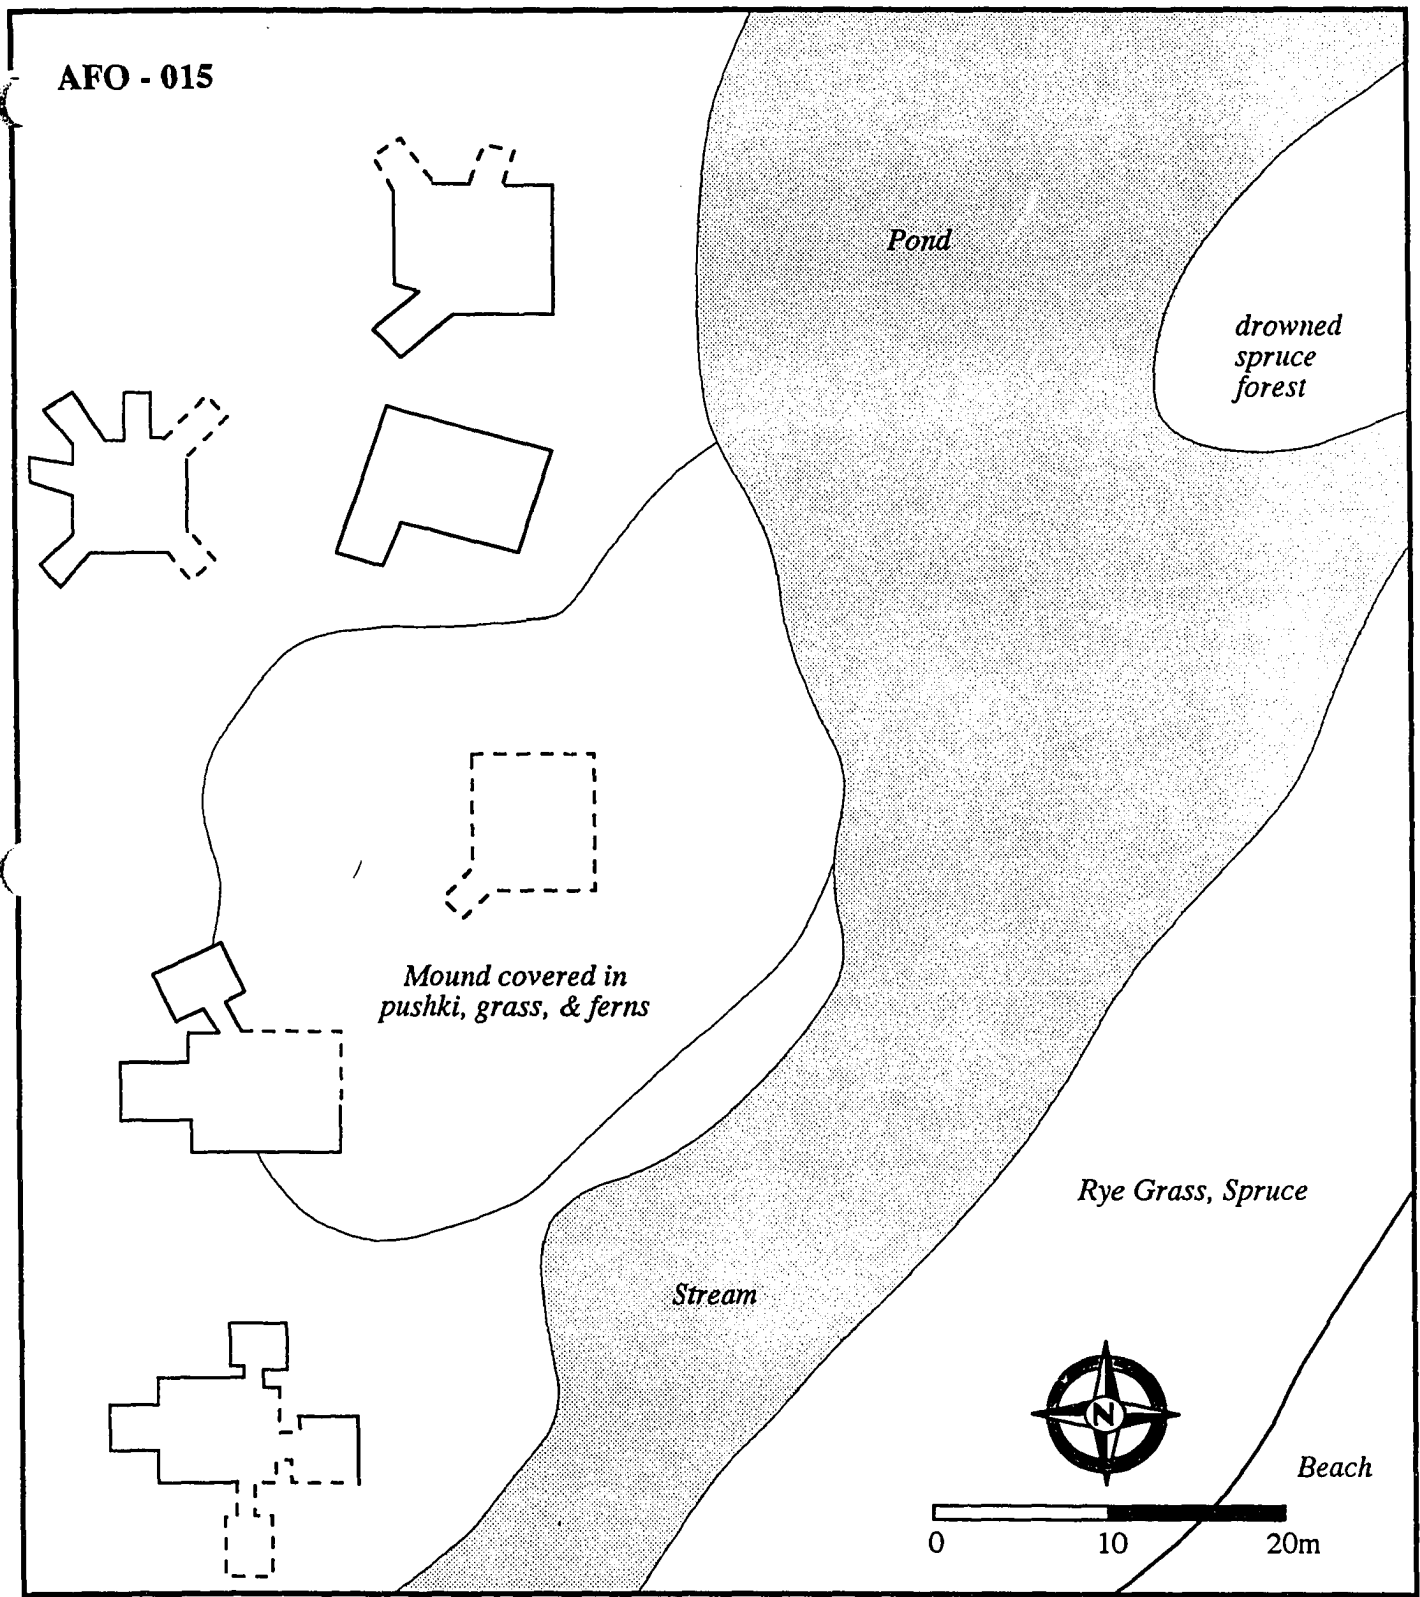 AFO - 015
Pond
drowned
spruce
forest
Mound covered in
pushki, grass, & ferns
Rye Grass, Spruce
Stream
N
Beach
0 10 20m